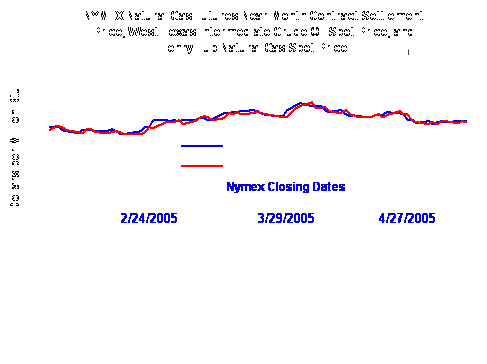 NYMEX Natural Gas Futures Near Month Contract Settlement
Price, West Texas Intermediate Crude Oil Spot Price, and
Henry Hub Natural Gas Spot Price
Nymex Closing Dates
2/24/2005 3/29/2005 4/27/2005